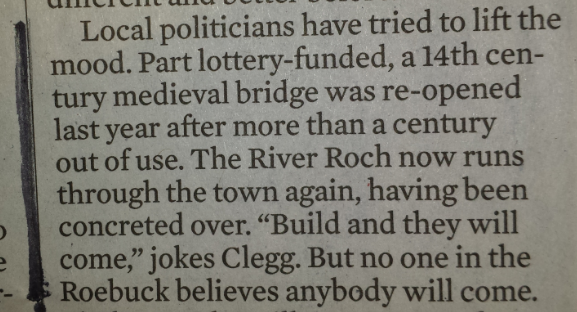 Local politicians have tried to lift the
mood. Part lottery-funded, a 14th cen-
tury medieval bridge was re-opened
last year after more than a century
out of use. The River Roch now runs
through the town again, having been
concreted over. “Build and they will
come,” jokes Clegg. But no one in the
Roebuck believes anybody will come.